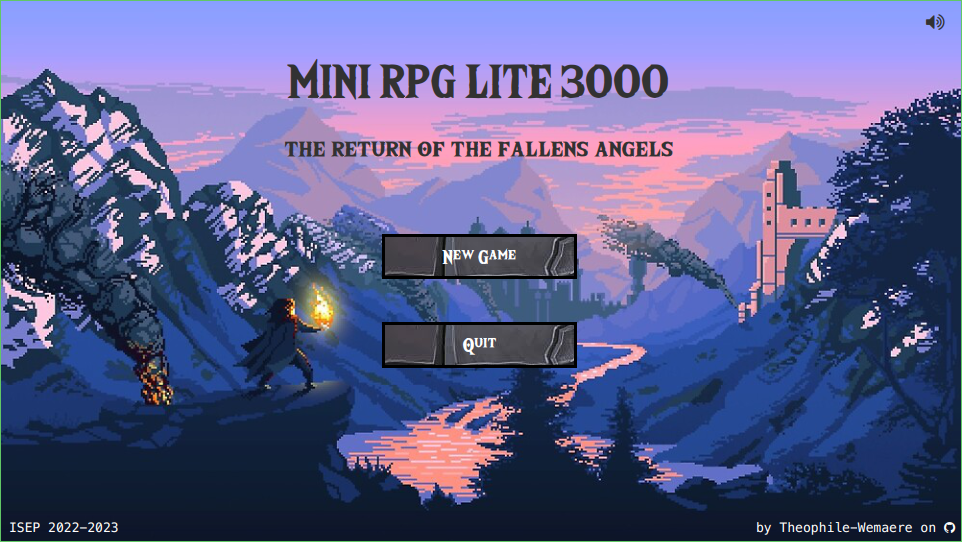 MINI RPG LITE 3000
THE RETURN OF THE FALLENS ANGELS
New Game
Quit
ISEP 2022-2023
by Theophile-Wemaere on